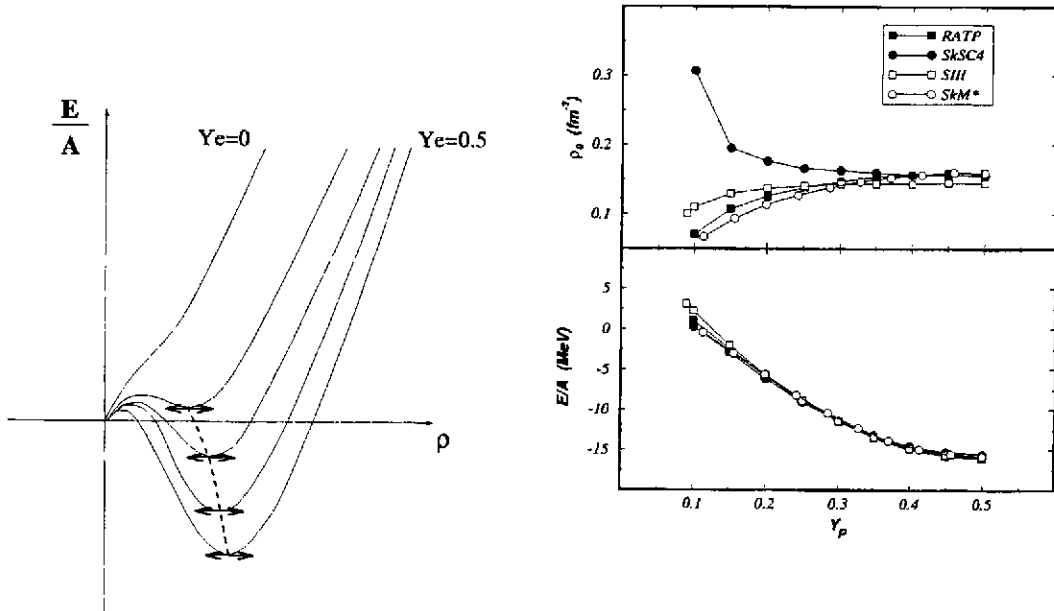 E
A
Ye=0
Ye=0.5
ρ
RATP
SkSC4
SIII
SkM*
ρ₀ (fm⁻³)
0.3
0.2
0.1
E/A (MeV)
5
0
-5
-10
-15
0.1 0.2 0.3 0.4 0.5
Yₚ